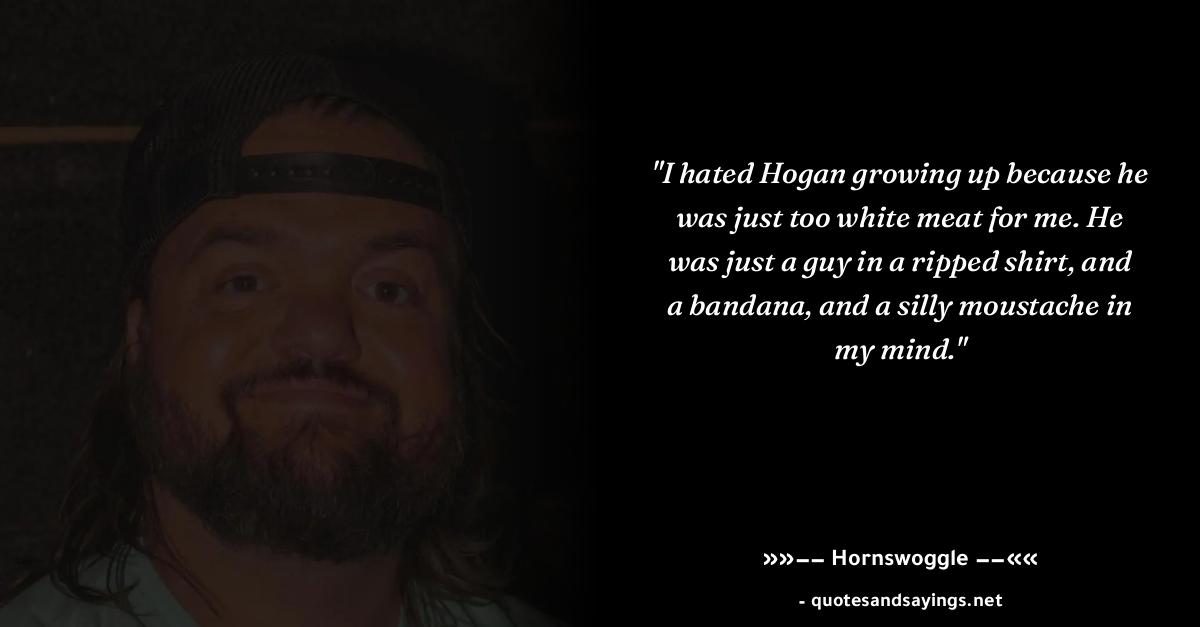 "I hated Hogan growing up because he
was just too white meat for me. He
was just a guy in a ripped shirt, and
a bandana, and a silly moustache in
my mind."
»»−− Hornswoggle −−««
- quotesandsayings.net